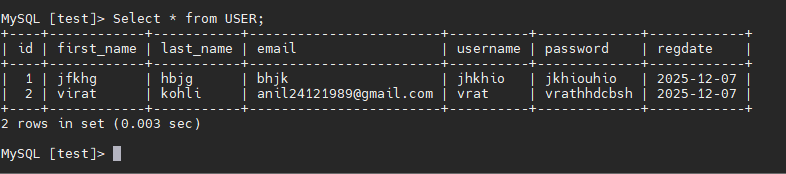 MySQL [test]> Select * from USER;
+----+------------+-----------+------------------------+----------+-------------+------------+
| id | first_name | last_name | email                  | username | password    | regdate    |
+----+------------+-----------+------------------------+----------+-------------+------------+
|  1 | jfkhg      | hbjg      | bhjk                   | jhkhio   | jkhiouhio   | 2025-12-07 |
|  2 | virat      | kohli     | anil24121989@gmail.com | vrat     | vrathhdcbsh | 2025-12-07 |
+----+------------+-----------+------------------------+----------+-------------+------------+
2 rows in set (0.003 sec)
MySQL [test]>